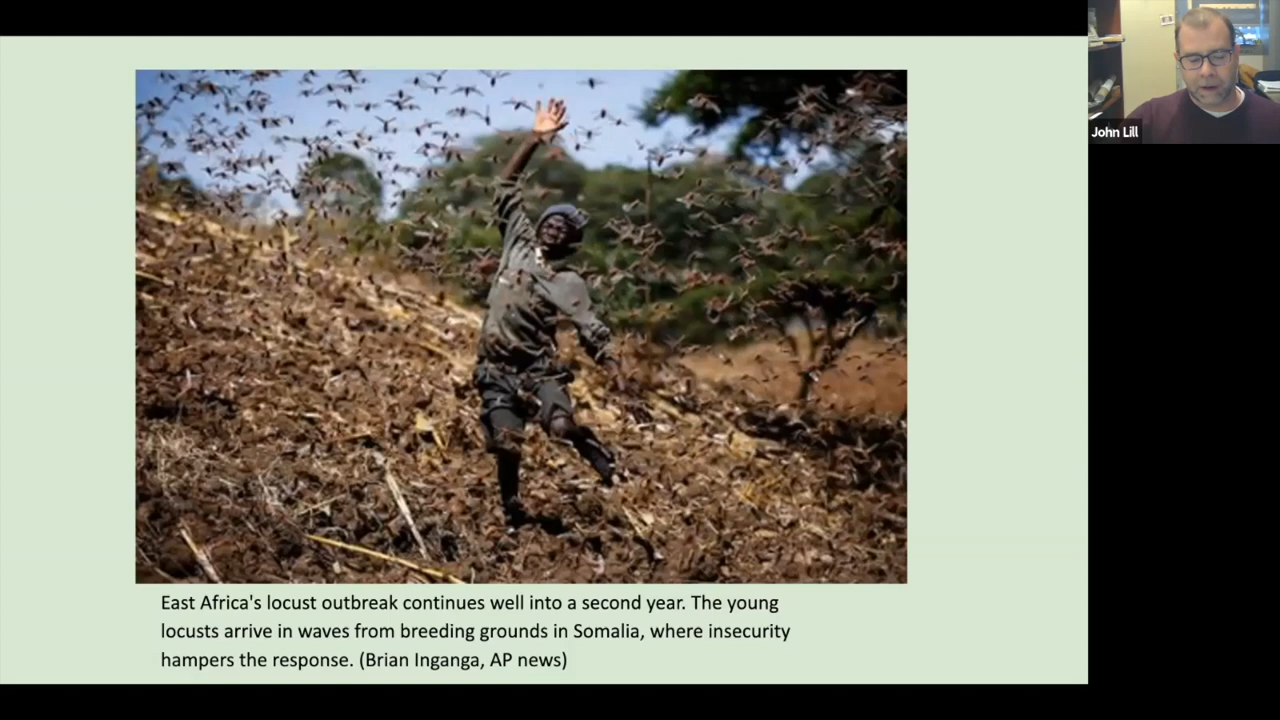 John Lill
East Africa's locust outbreak continues well into a second year. The young
locusts arrive in waves from breeding grounds in Somalia, where insecurity
hampers the response. (Brian Inganga, AP news)